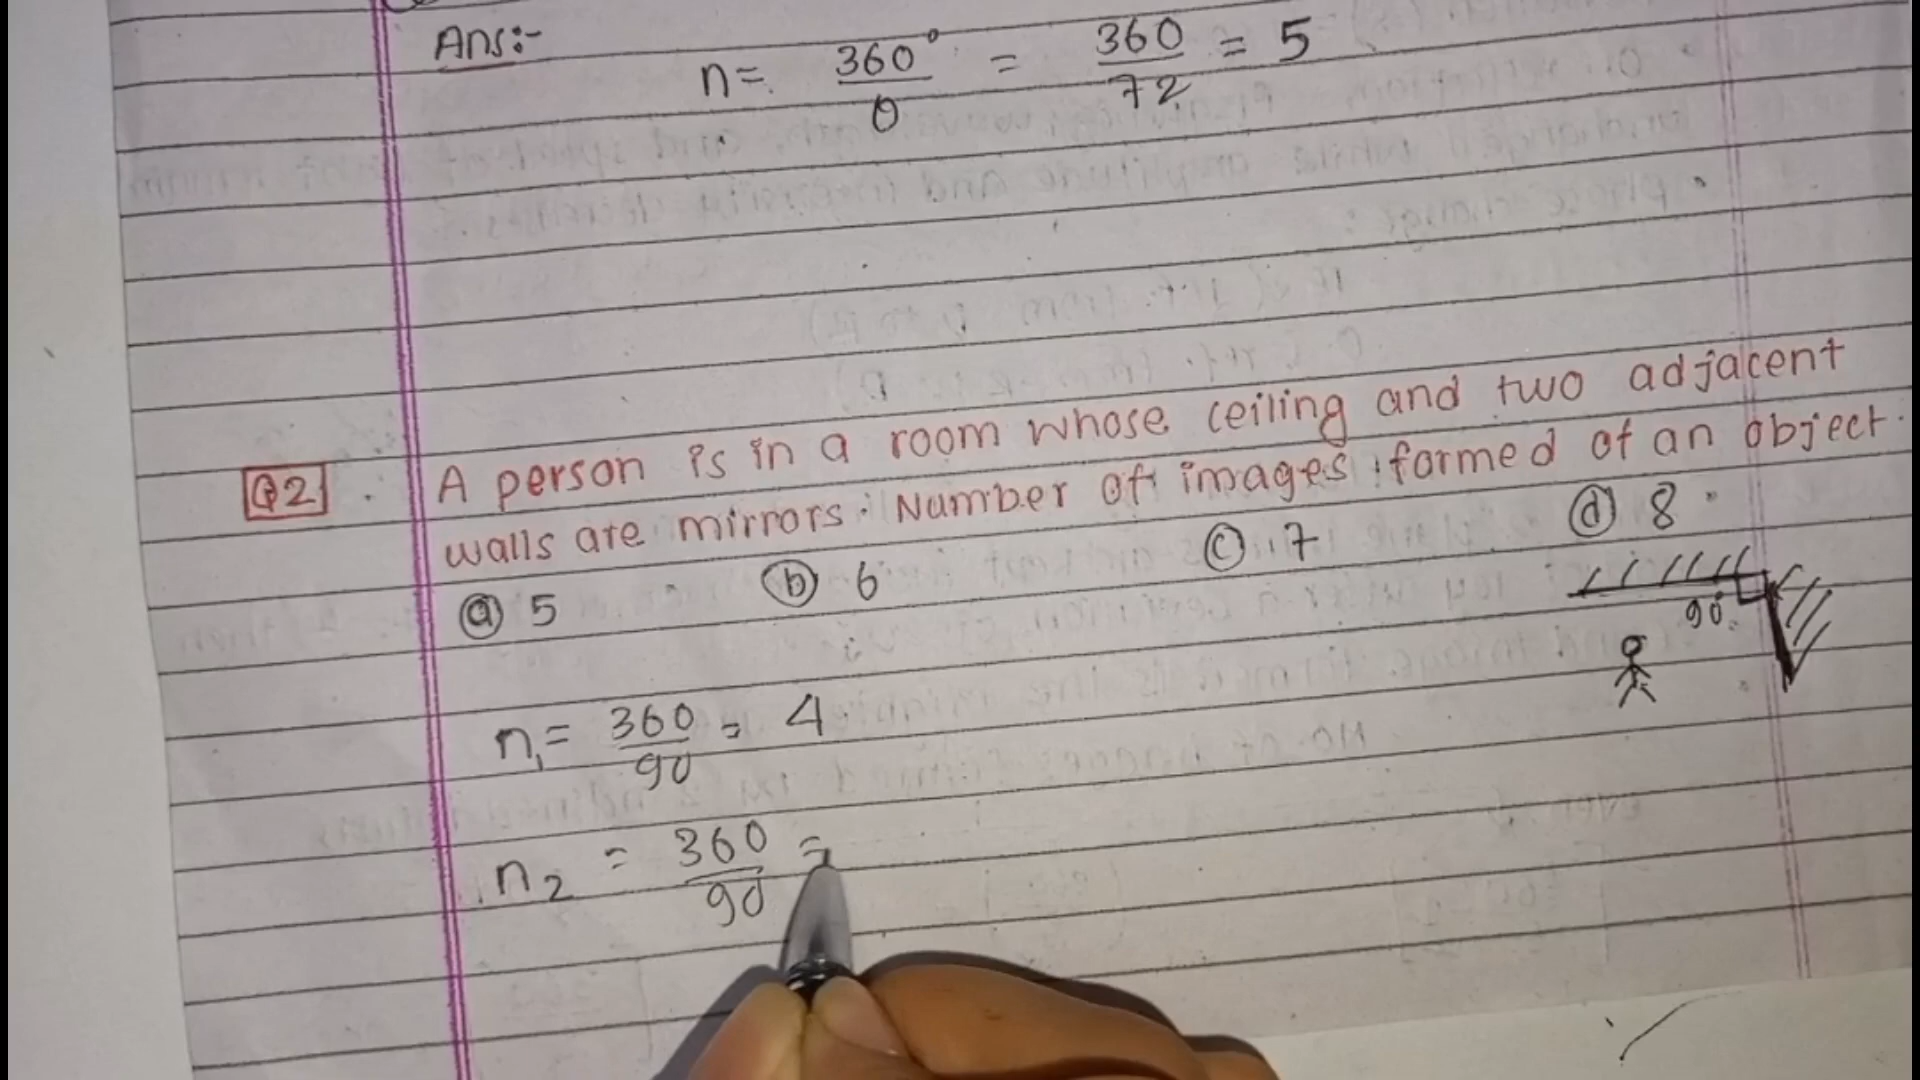 Ans:-
n = 360°/θ = 360/72 = 5
Q2 A person is in a room whose ceiling and two adjacent
walls are mirrors. Number of images formed of an object.
(a) 5 (b) 6 (c) 7 (d) 8
90°
n₁ = 360/90 = 4
n₂ = 360/90 =